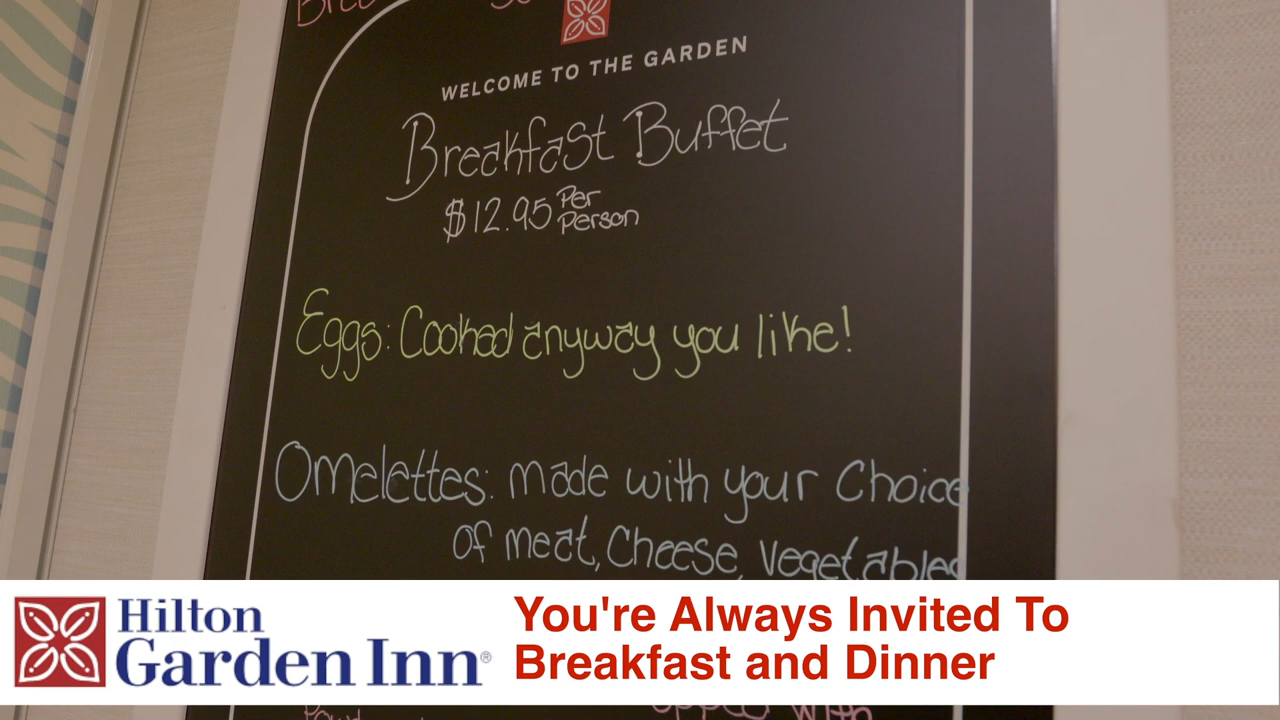 WELCOME TO THE GARDEN
Breakfast Buffet
$12.95 Per Person
Eggs: Cooked anyway you like!
Omelettes: made with your Choice
of meat, Cheese, Vegetables
Hilton
Garden Inn®
You're Always Invited To
Breakfast and Dinner
with